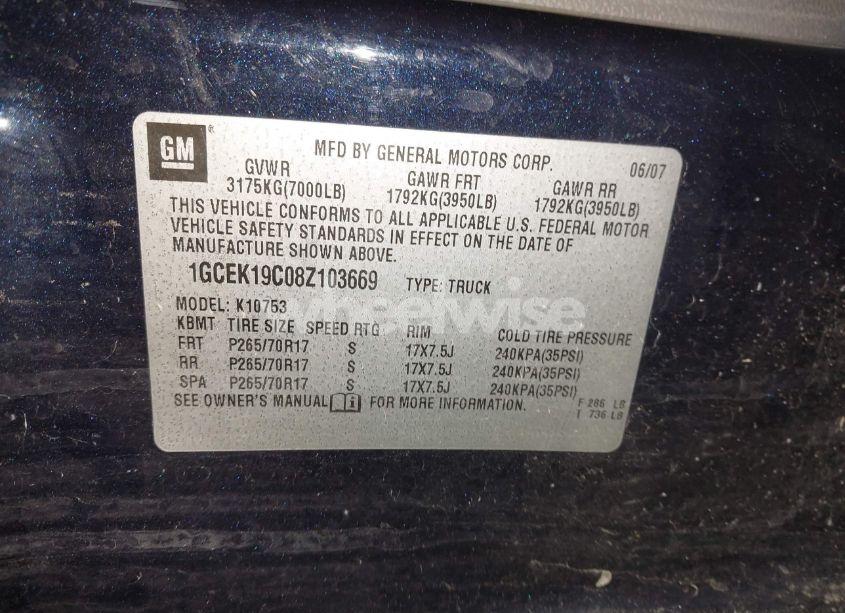 GM
MFD BY GENERAL MOTORS CORP. 06/07
GVWR GAWR FRT GAWR RR
3175KG(7000LB) 1792KG(3950LB) 1792KG(3950LB)
THIS VEHICLE CONFORMS TO ALL APPLICABLE U.S. FEDERAL MOTOR
VEHICLE SAFETY STANDARDS IN EFFECT ON THE DATE OF
MANUFACTURE SHOWN ABOVE.
1GCEK19C08Z103669 TYPE: TRUCK
wheelwise
MODEL: K10753
KBMT TIRE SIZE SPEED RTG RIM COLD TIRE PRESSURE
FRT P265/70R17 S 17X7.5J 240KPA(35PSI)
RR P265/70R17 S 17X7.5J 240KPA(35PSI)
SPA P265/70R17 S 17X7.5J 240KPA(35PSI)
SEE OWNER'S MANUAL FOR MORE INFORMATION.
F 286 LB
T 736 LB